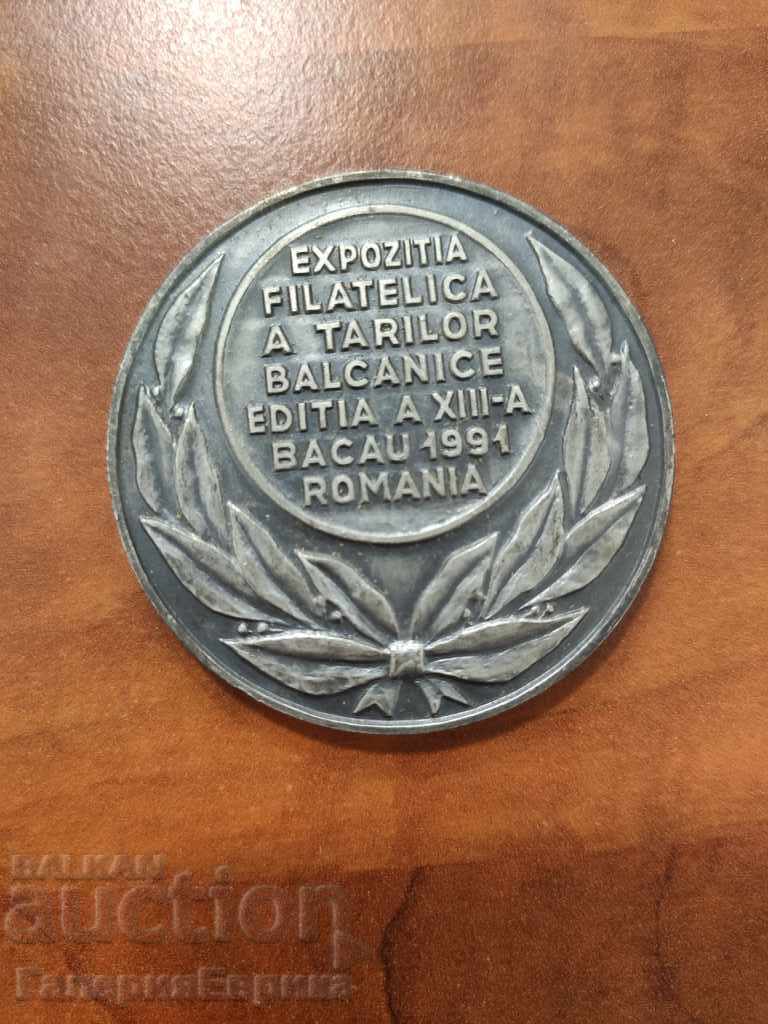 EXPOZITIA
FILATELICA
A TARILOR
BALCANICE
EDITIA A XIII-A
BACAU 1991
ROMANIA
BALKAN
auction
ГалерияЕврика